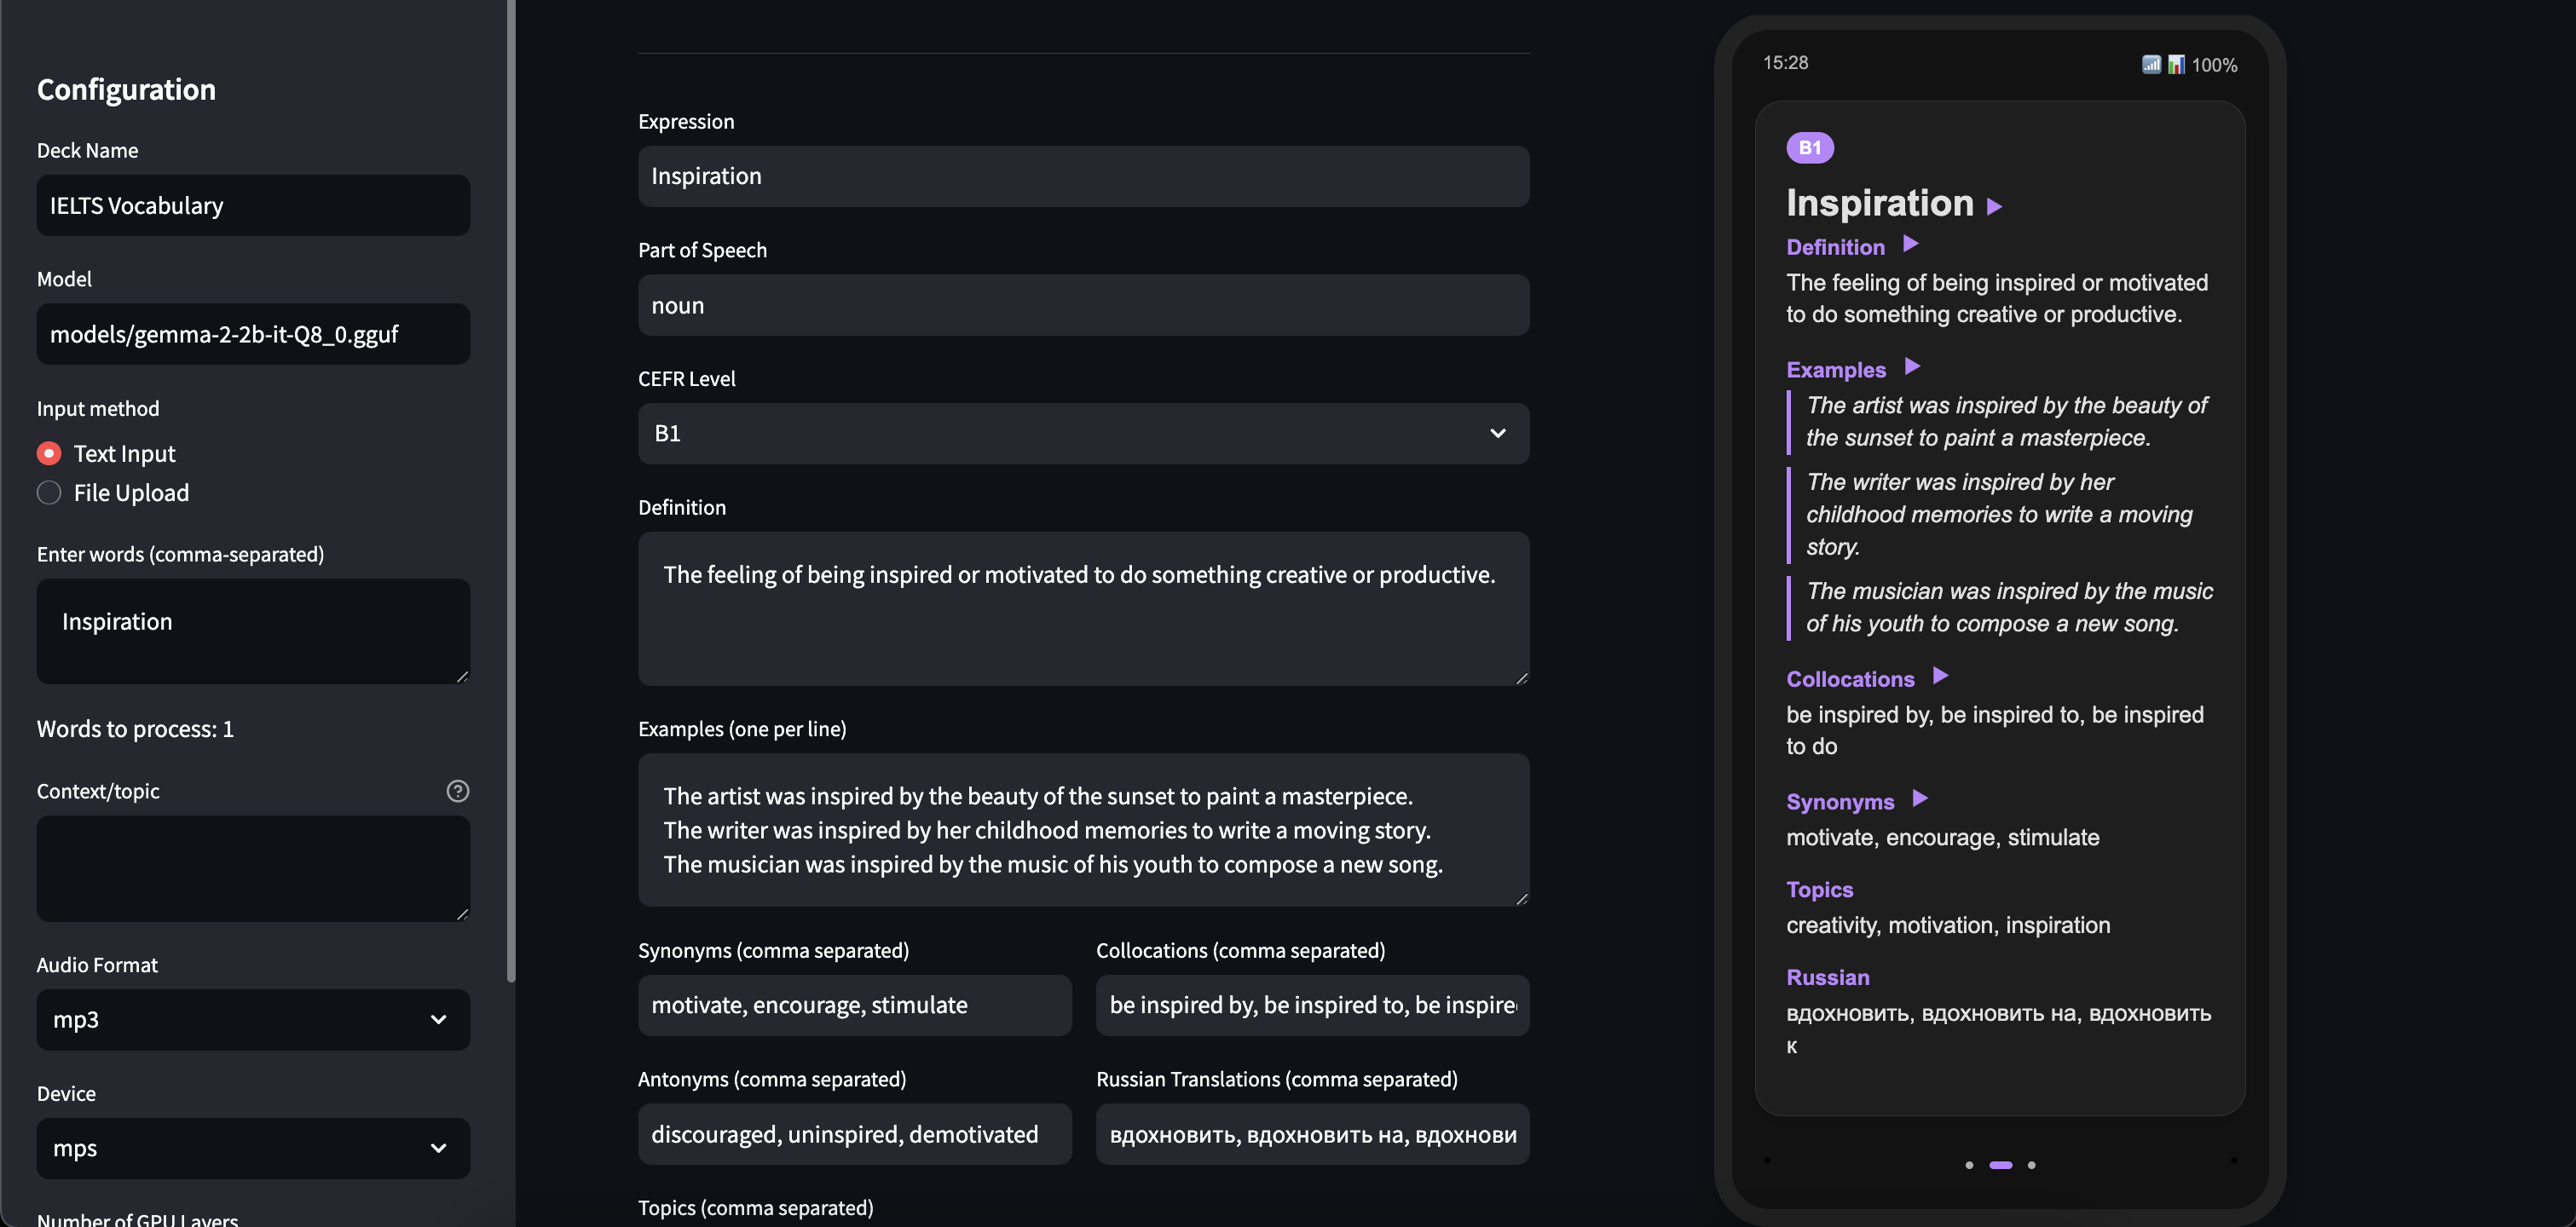 Configuration
Deck Name
IELTS Vocabulary
Model
models/gemma-2-2b-it-Q8_0.gguf
Input method
Text Input
File Upload
Enter words (comma-separated)
Inspiration
Words to process: 1
Context/topic
Audio Format
mp3
Device
mps
Number of GPU Layers
Expression
Inspiration
Part of Speech
noun
CEFR Level
B1
Definition
The feeling of being inspired or motivated to do something creative or productive.
Examples (one per line)
The artist was inspired by the beauty of the sunset to paint a masterpiece.
The writer was inspired by her childhood memories to write a moving story.
The musician was inspired by the music of his youth to compose a new song.
Synonyms (comma separated)
motivate, encourage, stimulate
Collocations (comma separated)
be inspired by, be inspired to, be inspire
Antonyms (comma separated)
discouraged, uninspired, demotivated
Russian Translations (comma separated)
вдохновить, вдохновить на, вдохнови
Topics (comma separated)
15:28
100%
B1
Inspiration
Definition
The feeling of being inspired or motivated
to do something creative or productive.
Examples
The artist was inspired by the beauty of
the sunset to paint a masterpiece.
The writer was inspired by her
childhood memories to write a moving
story.
The musician was inspired by the music
of his youth to compose a new song.
Collocations
be inspired by, be inspired to, be inspired
to do
Synonyms
motivate, encourage, stimulate
Topics
creativity, motivation, inspiration
Russian
вдохновить, вдохновить на, вдохновить
к